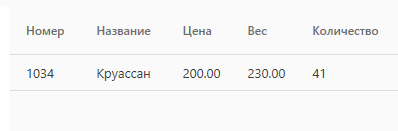 Номер Название Цена Вес Количество
1034 Круассан 200.00 230.00 41